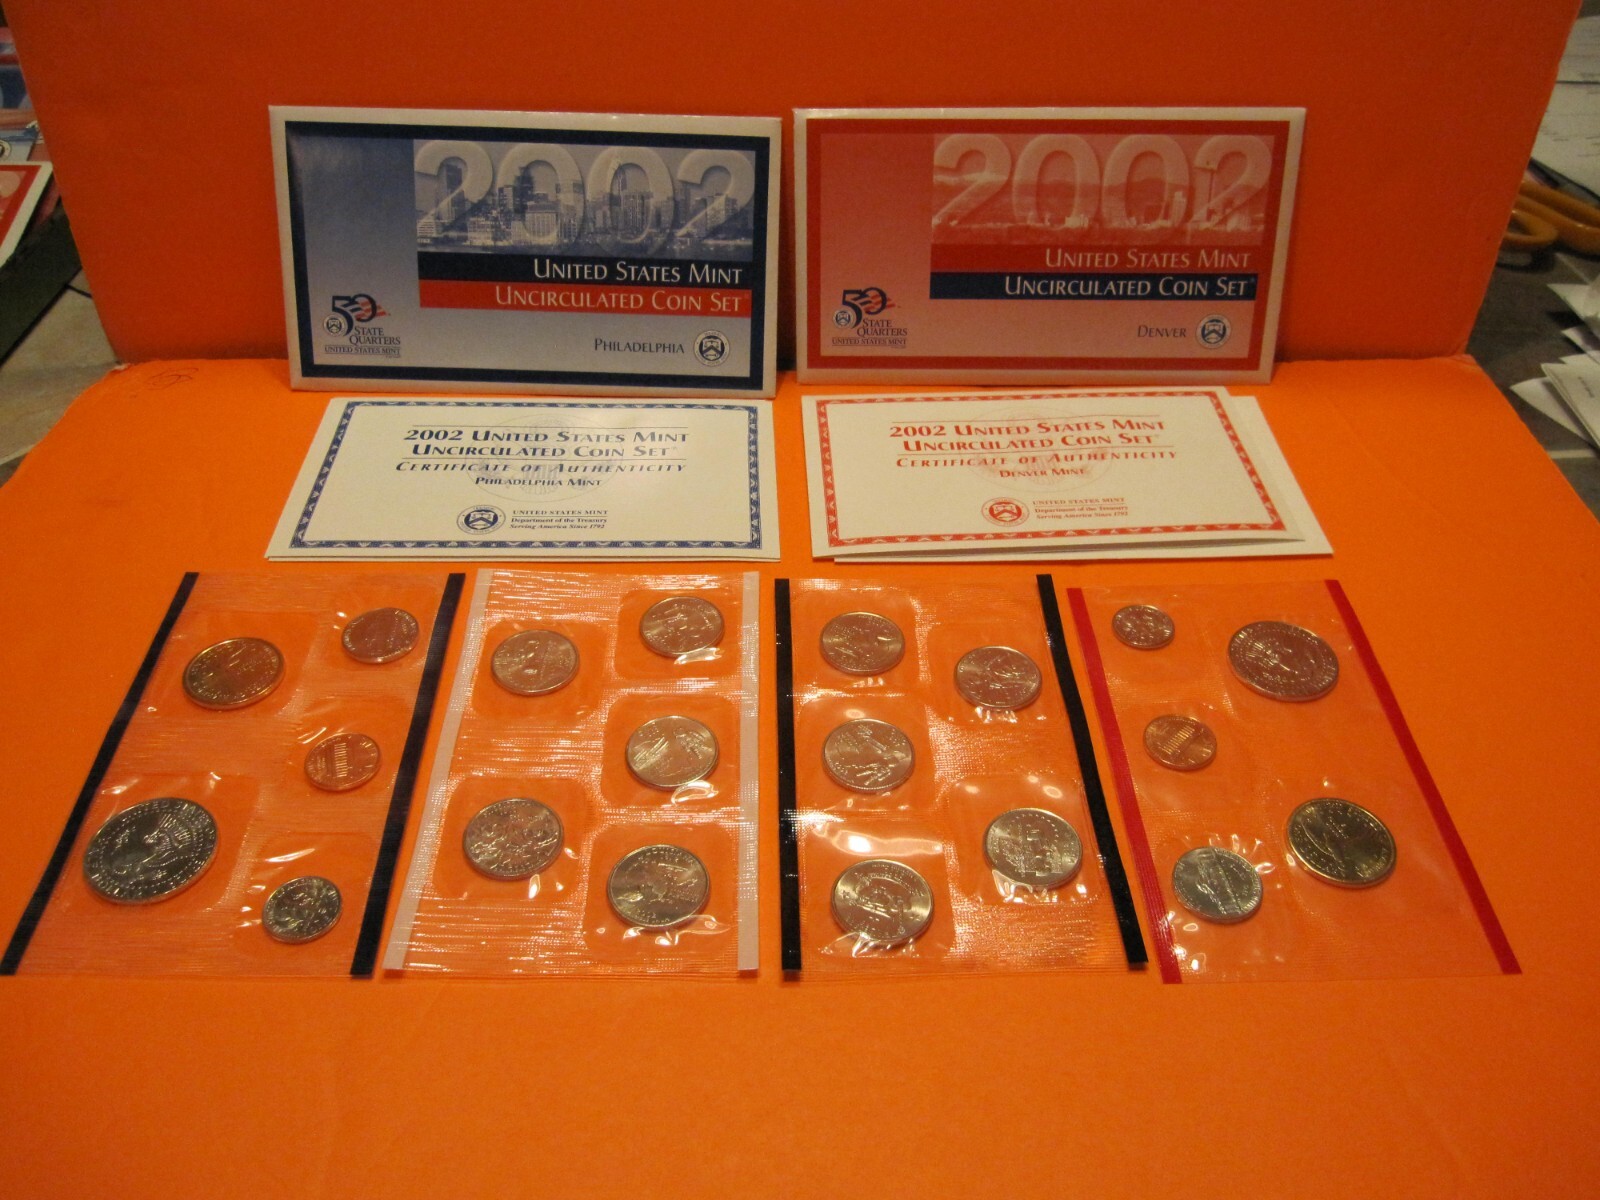 2002
UNITED STATES MINT
UNCIRCULATED COIN SET
50
STATE
QUARTERS
UNITED STATES MINT
PHILADELPHIA
2002
UNITED STATES MINT
UNCIRCULATED COIN SET
50
STATE
QUARTERS
UNITED STATES MINT
DENVER
2002 UNITED STATES MINT
UNCIRCULATED COIN SET
CERTIFICATE OF AUTHENTICITY
PHILADELPHIA MINT
UNITED STATES MINT
Department of the Treasury
Serving America Since 1792
2002 UNITED STATES MINT
UNCIRCULATED COIN SET
CERTIFICATE OF AUTHENTICITY
DENVER MINT
UNITED STATES MINT
Department of the Treasury
Serving America Since 1792